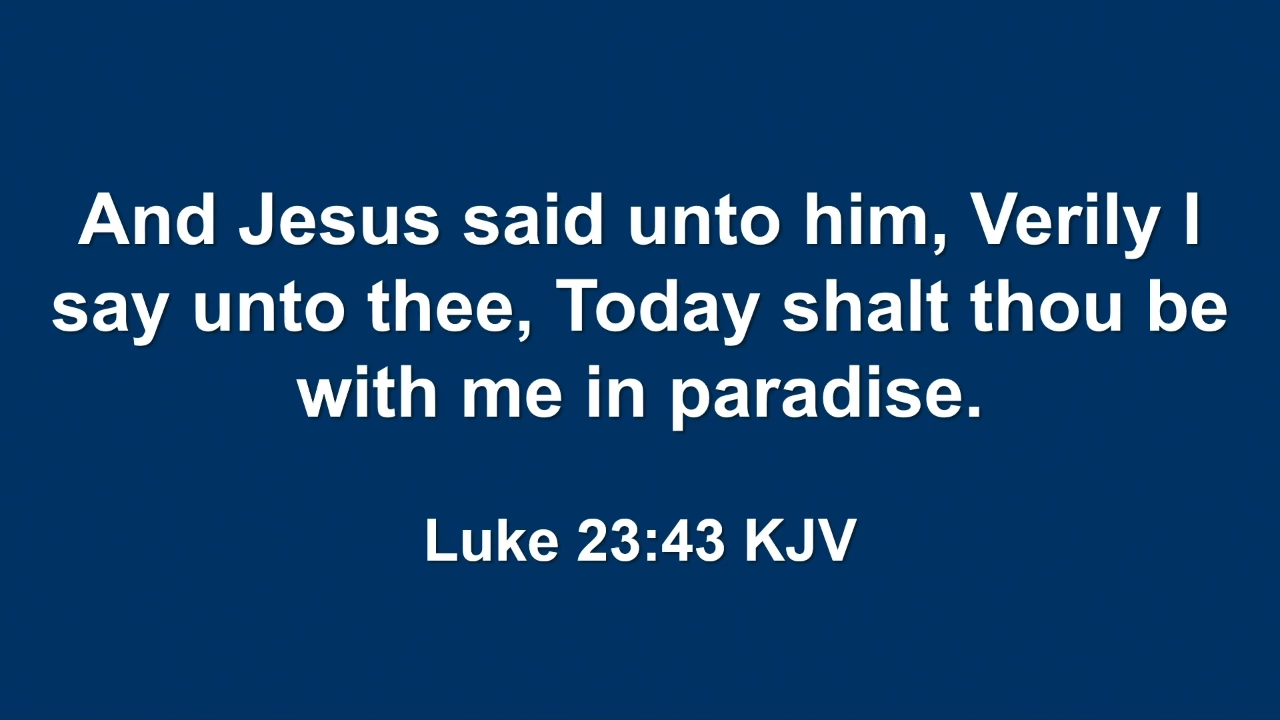 And Jesus said unto him, Verily I
say unto thee, Today shalt thou be
with me in paradise.
Luke 23:43 KJV